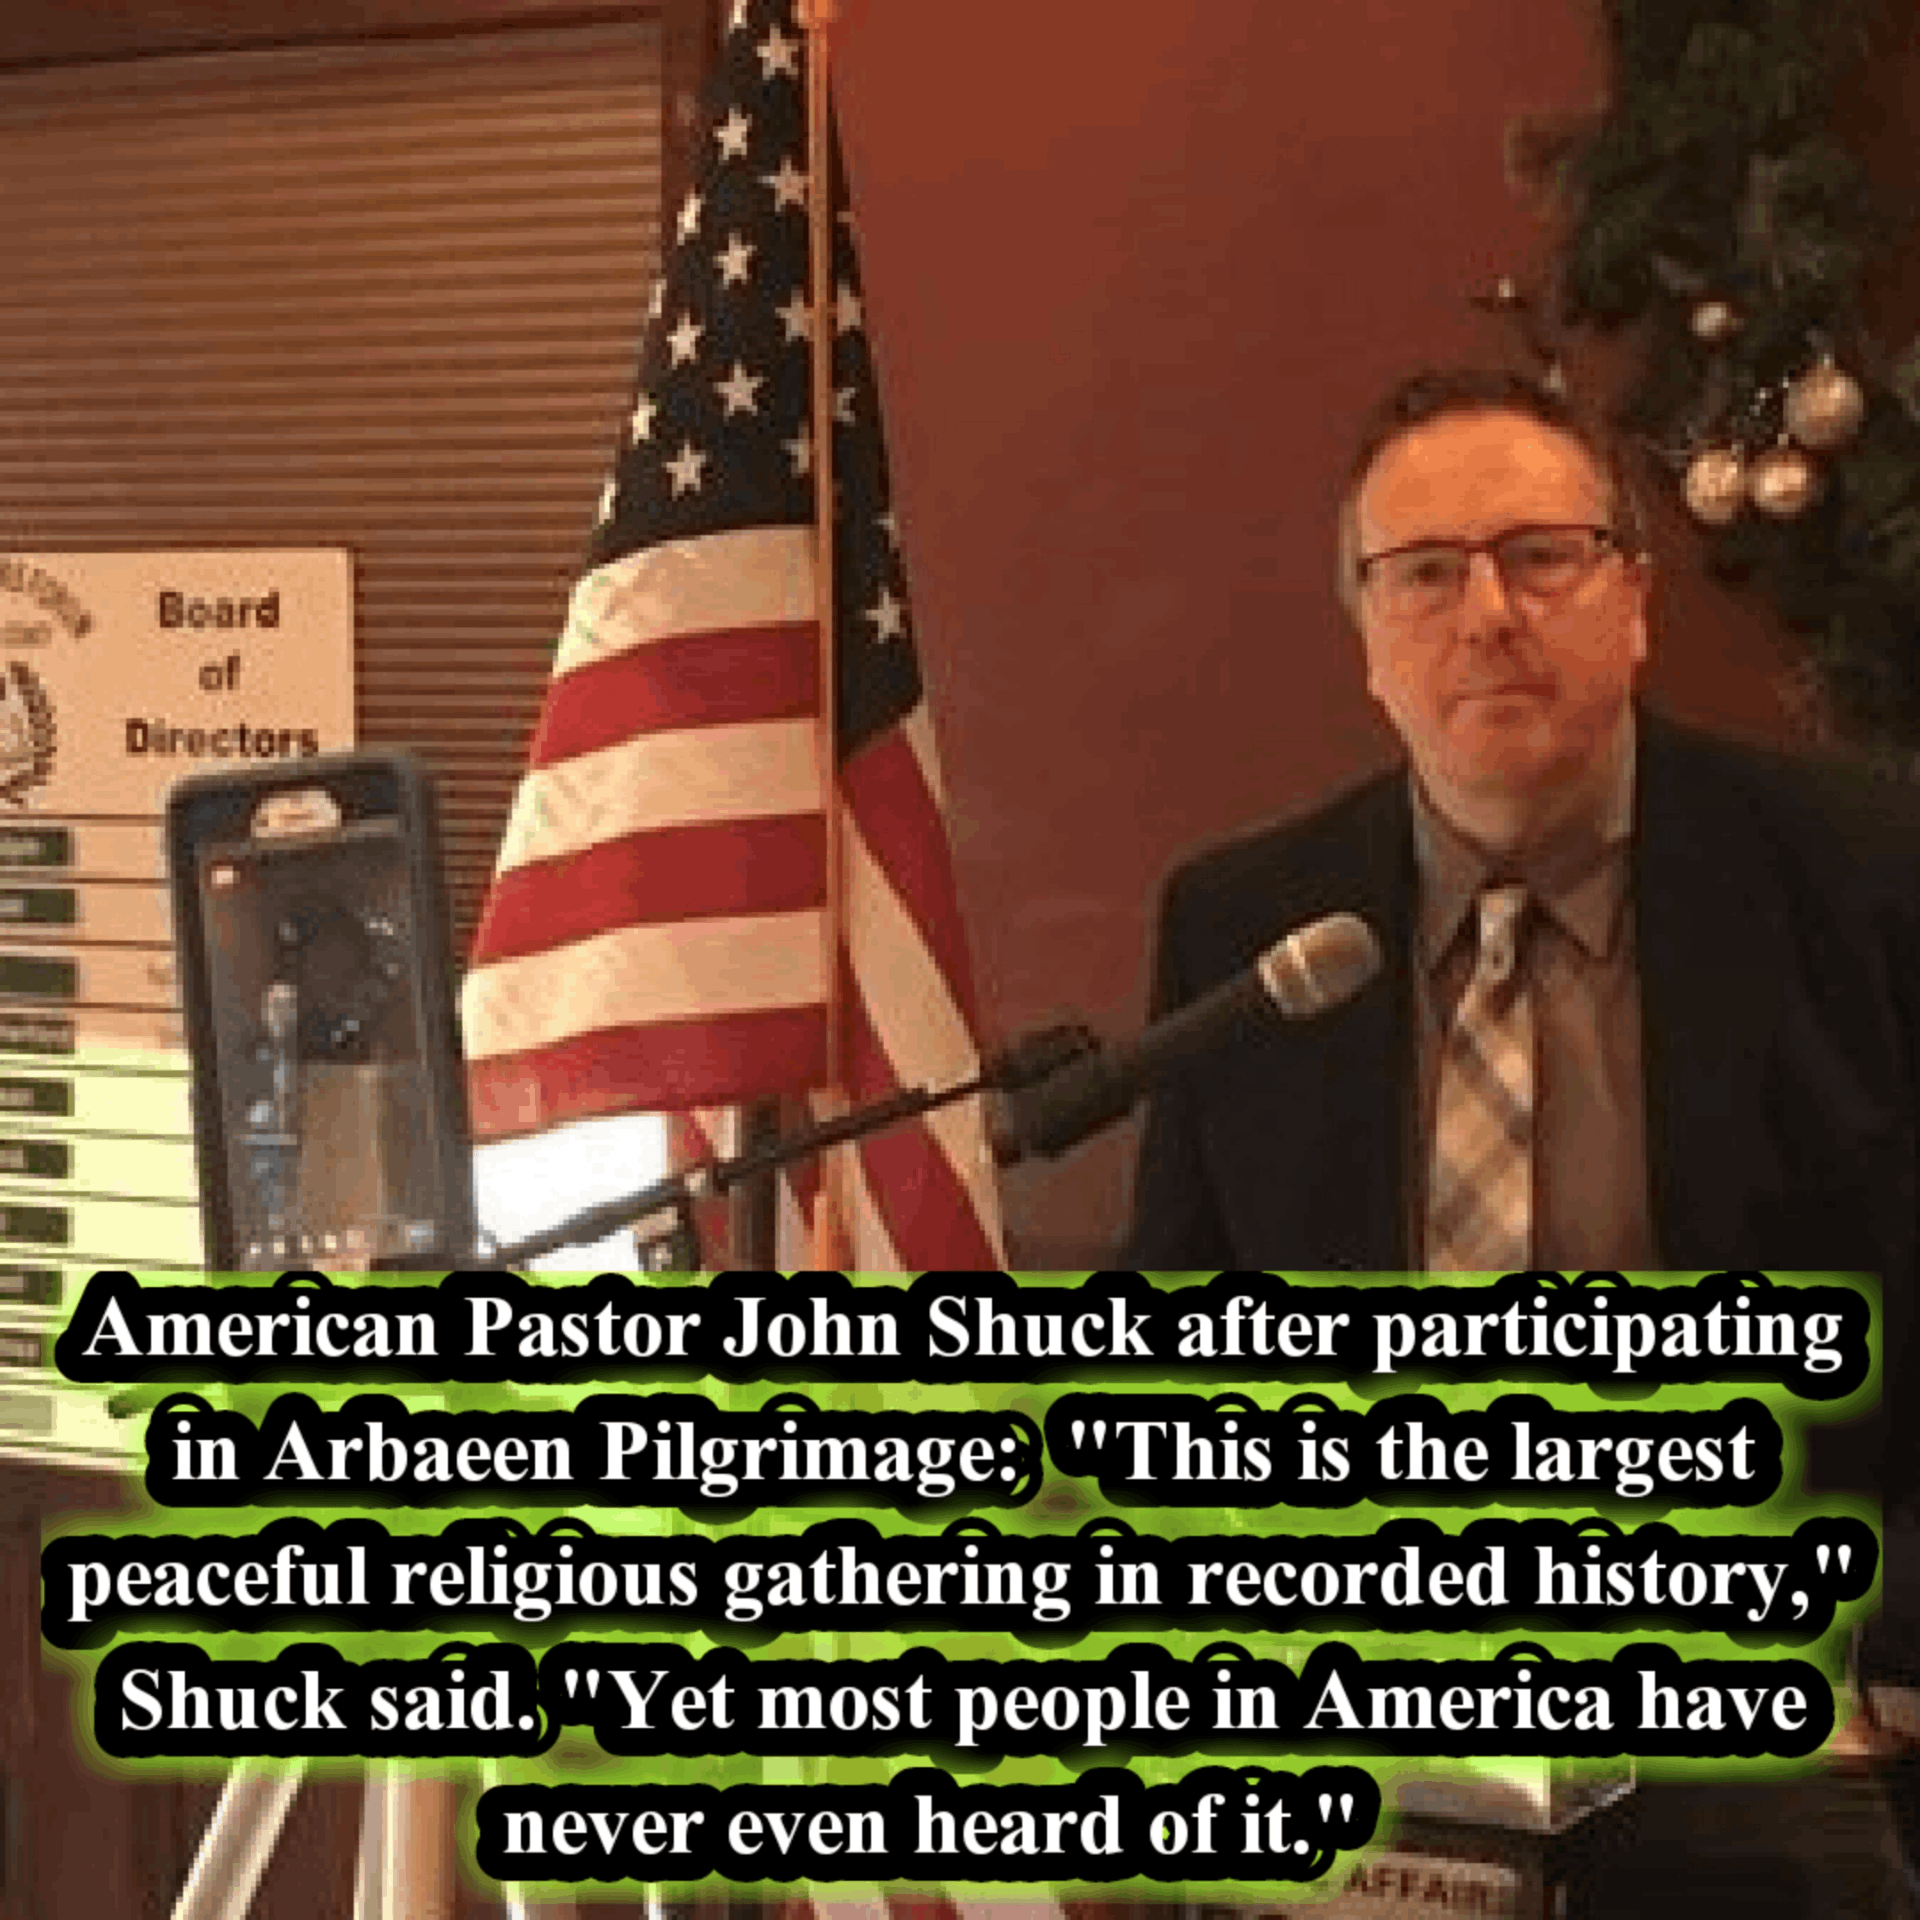 Board
of
Directors
American Pastor John Shuck after participating
in Arbaeen Pilgrimage: "This is the largest
peaceful religious gathering in recorded history,"
Shuck said. "Yet most people in America have
never even heard of it."
AFFAIR